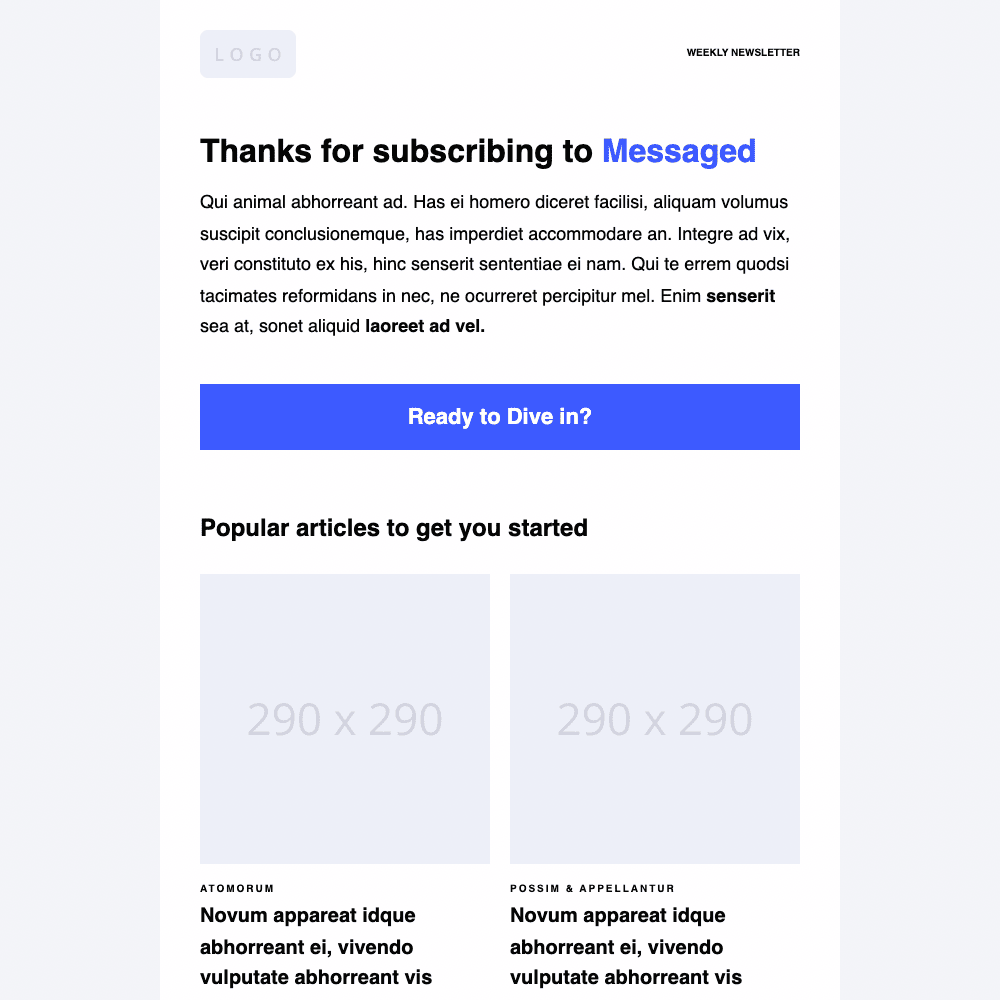 LOGO
WEEKLY NEWSLETTER
Thanks for subscribing to Messaged
Qui animal abhorreant ad. Has ei homero diceret facilisi, aliquam volumus
suscipit conclusionemque, has imperdiet accommodare an. Integre ad vix,
veri constituto ex his, hinc senserit sententiae ei nam. Qui te errem quodsi
tacimates reformidans in nec, ne ocurreret percipitur mel. Enim senserit
sea at, sonet aliquid laoreet ad vel.
Ready to Dive in?
Popular articles to get you started
290 x 290
290 x 290
ATOMORUM
Novum appareat idque
abhorreant ei, vivendo
vulputate abhorreant vis
POSSIM & APPELLANTUR
Novum appareat idque
abhorreant ei, vivendo
vulputate abhorreant vis